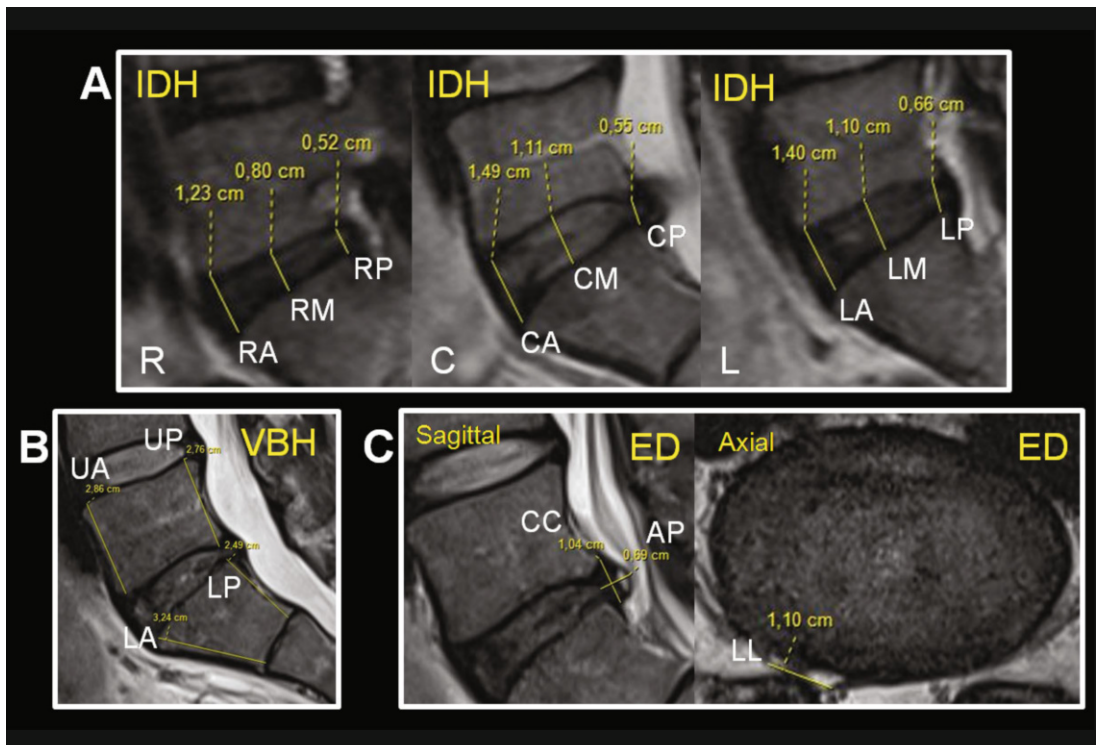 A
IDH
1,23 cm
0,80 cm
0,52 cm
RA
RM
RP
R
IDH
1,49 cm
1,11 cm
0,55 cm
CA
CM
CP
C
IDH
1,40 cm
1,10 cm
0,66 cm
LA
LM
LP
L
B
VBH
UA
2,86 cm
UP
2,76 cm
2,49 cm
LP
3,24 cm
LA
C
Sagittal
ED
CC
1,04 cm
AP
0,69 cm
Axial
ED
1,10 cm
LL